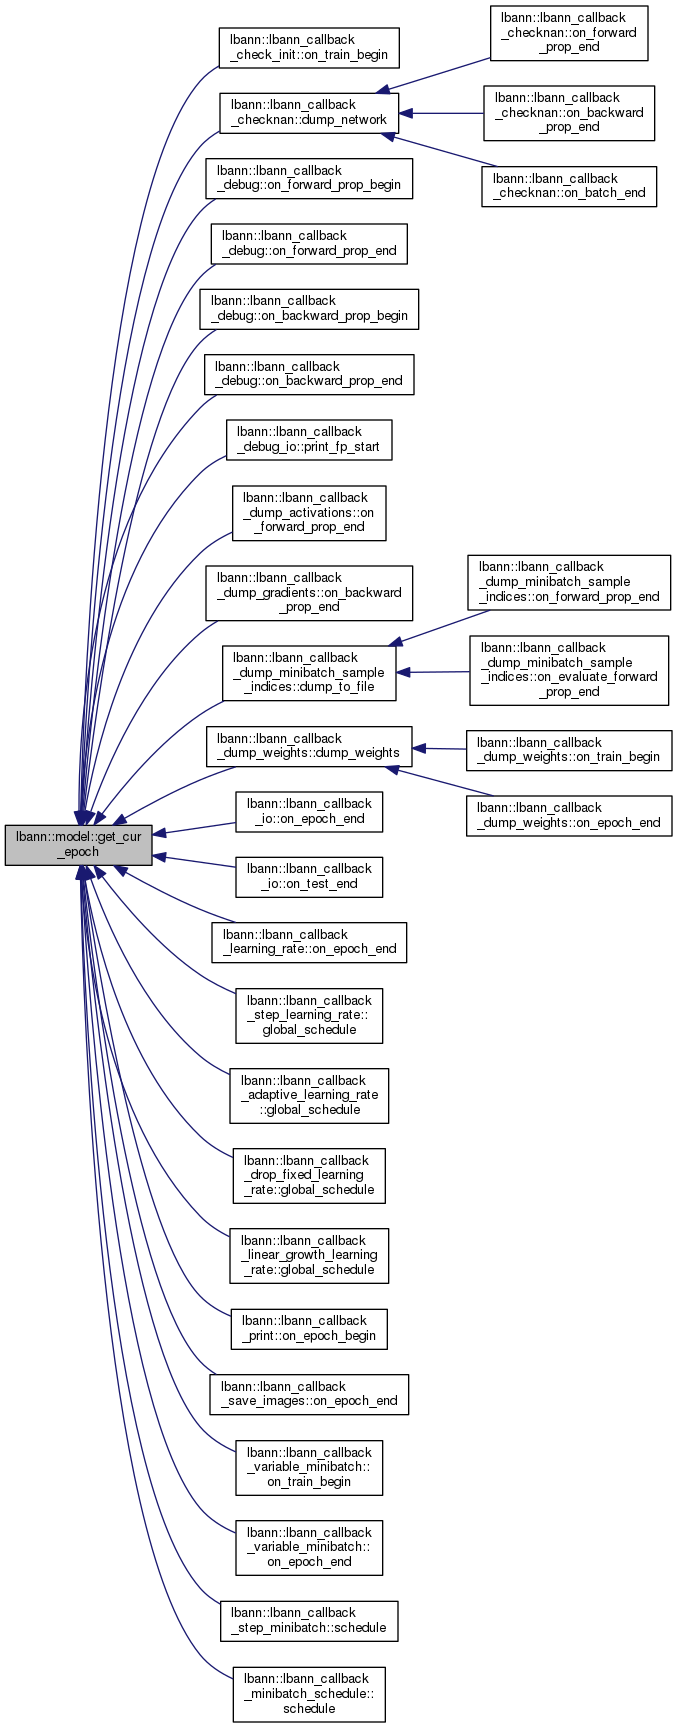 lbann::lbann_callback
_check_init::on_train_begin
lbann::lbann_callback
_checknan::on_forward
_prop_end
lbann::lbann_callback
_checknan::dump_network
lbann::lbann_callback
_checknan::on_backward
_prop_end
lbann::lbann_callback
_checknan::on_batch_end
lbann::lbann_callback
_debug::on_forward_prop_begin
lbann::lbann_callback
_debug::on_forward_prop_end
lbann::lbann_callback
_debug::on_backward_prop_begin
lbann::lbann_callback
_debug::on_backward_prop_end
lbann::lbann_callback
_debug_io::print_fp_start
lbann::lbann_callback
_dump_activations::on
_forward_prop_end
lbann::lbann_callback
_dump_gradients::on_backward
_prop_end
lbann::lbann_callback
_dump_minibatch_sample
_indices::on_forward_prop_end
lbann::lbann_callback
_dump_minibatch_sample
_indices::dump_to_file
lbann::lbann_callback
_dump_minibatch_sample
_indices::on_evaluate_forward
_prop_end
lbann::lbann_callback
_dump_weights::dump_weights
lbann::lbann_callback
_dump_weights::on_train_begin
lbann::lbann_callback
_dump_weights::on_epoch_end
lbann::model::get_cur
_epoch
lbann::lbann_callback
_io::on_epoch_end
lbann::lbann_callback
_io::on_test_end
lbann::lbann_callback
_learning_rate::on_epoch_end
lbann::lbann_callback
_step_learning_rate::
global_schedule
lbann::lbann_callback
_adaptive_learning_rate
::global_schedule
lbann::lbann_callback
_drop_fixed_learning
_rate::global_schedule
lbann::lbann_callback
_linear_growth_learning
_rate::global_schedule
lbann::lbann_callback
_print::on_epoch_begin
lbann::lbann_callback
_save_images::on_epoch_end
lbann::lbann_callback
_variable_minibatch::
on_train_begin
lbann::lbann_callback
_variable_minibatch::
on_epoch_end
lbann::lbann_callback
_step_minibatch::schedule
lbann::lbann_callback
_minibatch_schedule::
schedule